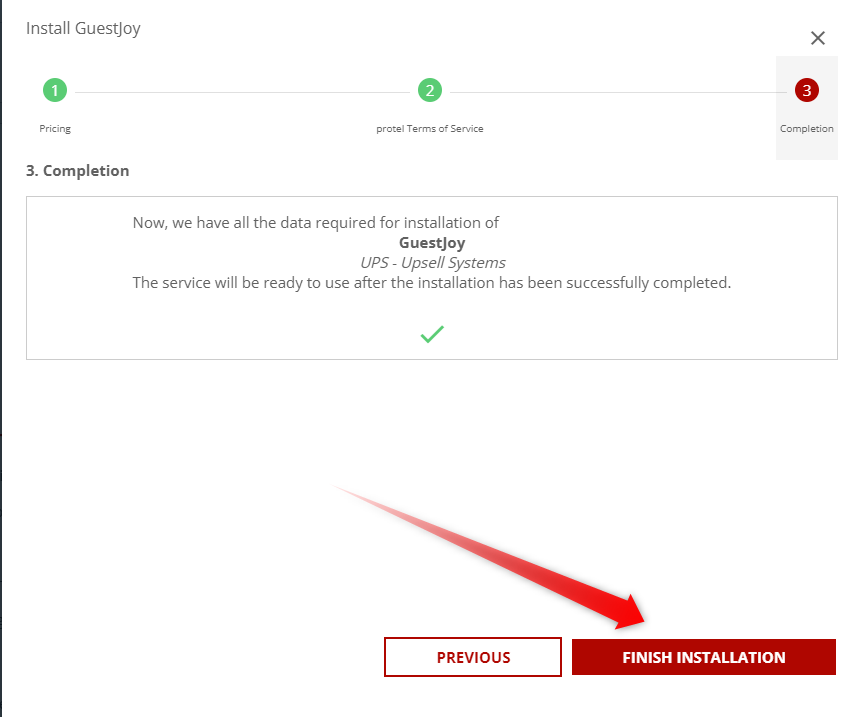 Install GuestJoy
1
2
3
Pricing
protel Terms of Service
Completion
3. Completion
Now, we have all the data required for installation of
GuestJoy
UPS - Upsell Systems
The service will be ready to use after the installation has been successfully completed.
PREVIOUS
FINISH INSTALLATION